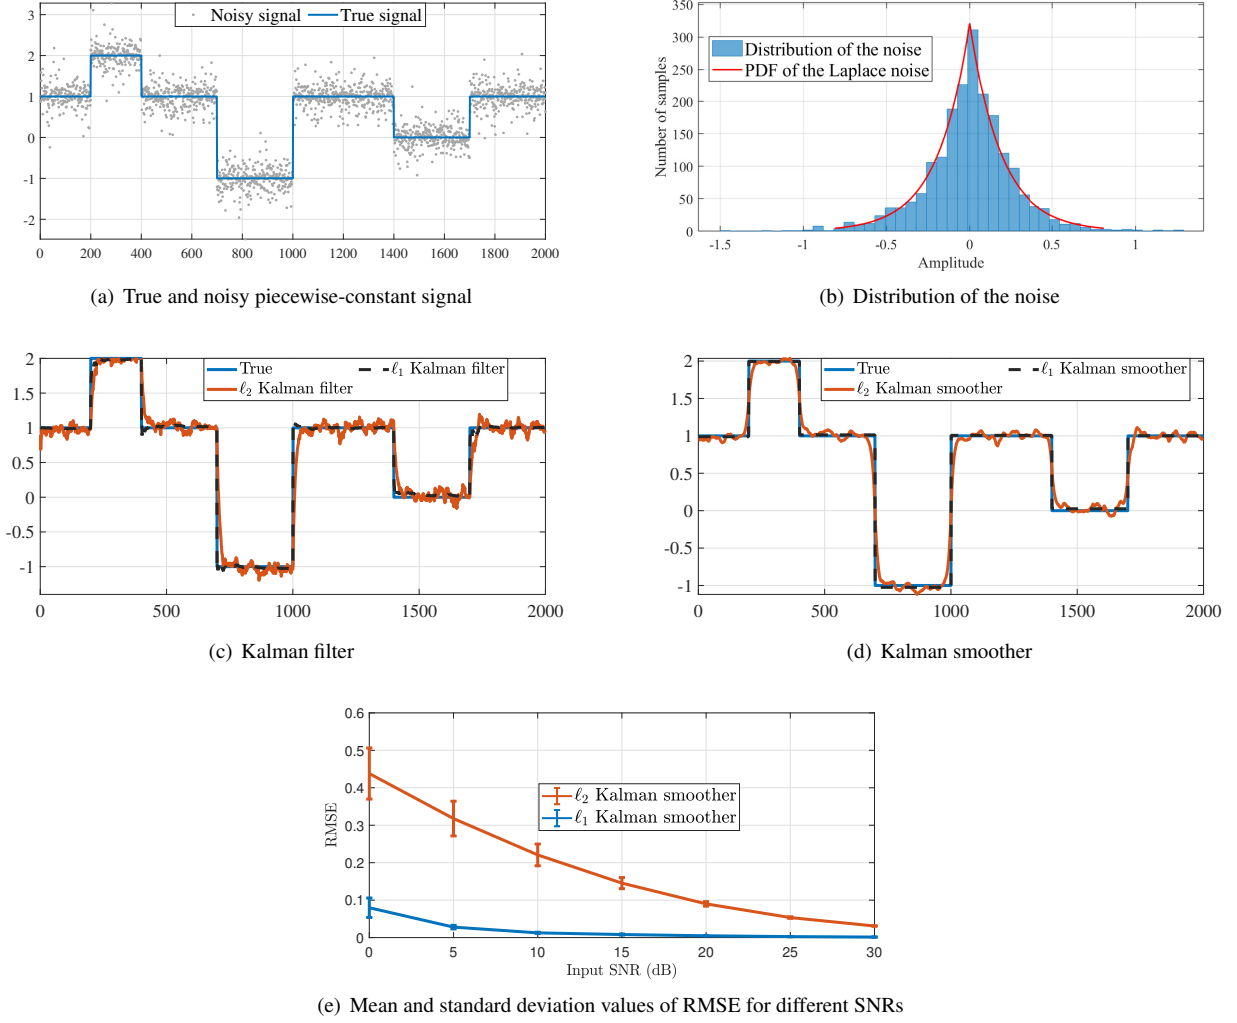 Noisy signal True signal
3
2
1
0
-1
-2
0 200 400 600 800 1000 1200 1400 1600 1800 2000
(a) True and noisy piecewise-constant signal
350
300
250
200
150
100
50
0
Number of samples
Distribution of the noise
PDF of the Laplace noise
-1.5 -1 -0.5 0 0.5 1
Amplitude
(b) Distribution of the noise
2
1.5
1
0.5
0
-0.5
-1
True ℓ₁ Kalman filter
ℓ₂ Kalman filter
0 500 1000 1500 2000
(c) Kalman filter
2
1.5
1
0.5
0
-0.5
-1
True ℓ₁ Kalman smoother
ℓ₂ Kalman smoother
0 500 1000 1500 2000
(d) Kalman smoother
0.6
0.5
0.4
0.3
0.2
0.1
0
RMSE
ℓ₂ Kalman smoother
ℓ₁ Kalman smoother
0 5 10 15 20 25 30
Input SNR (dB)
(e) Mean and standard deviation values of RMSE for different SNRs